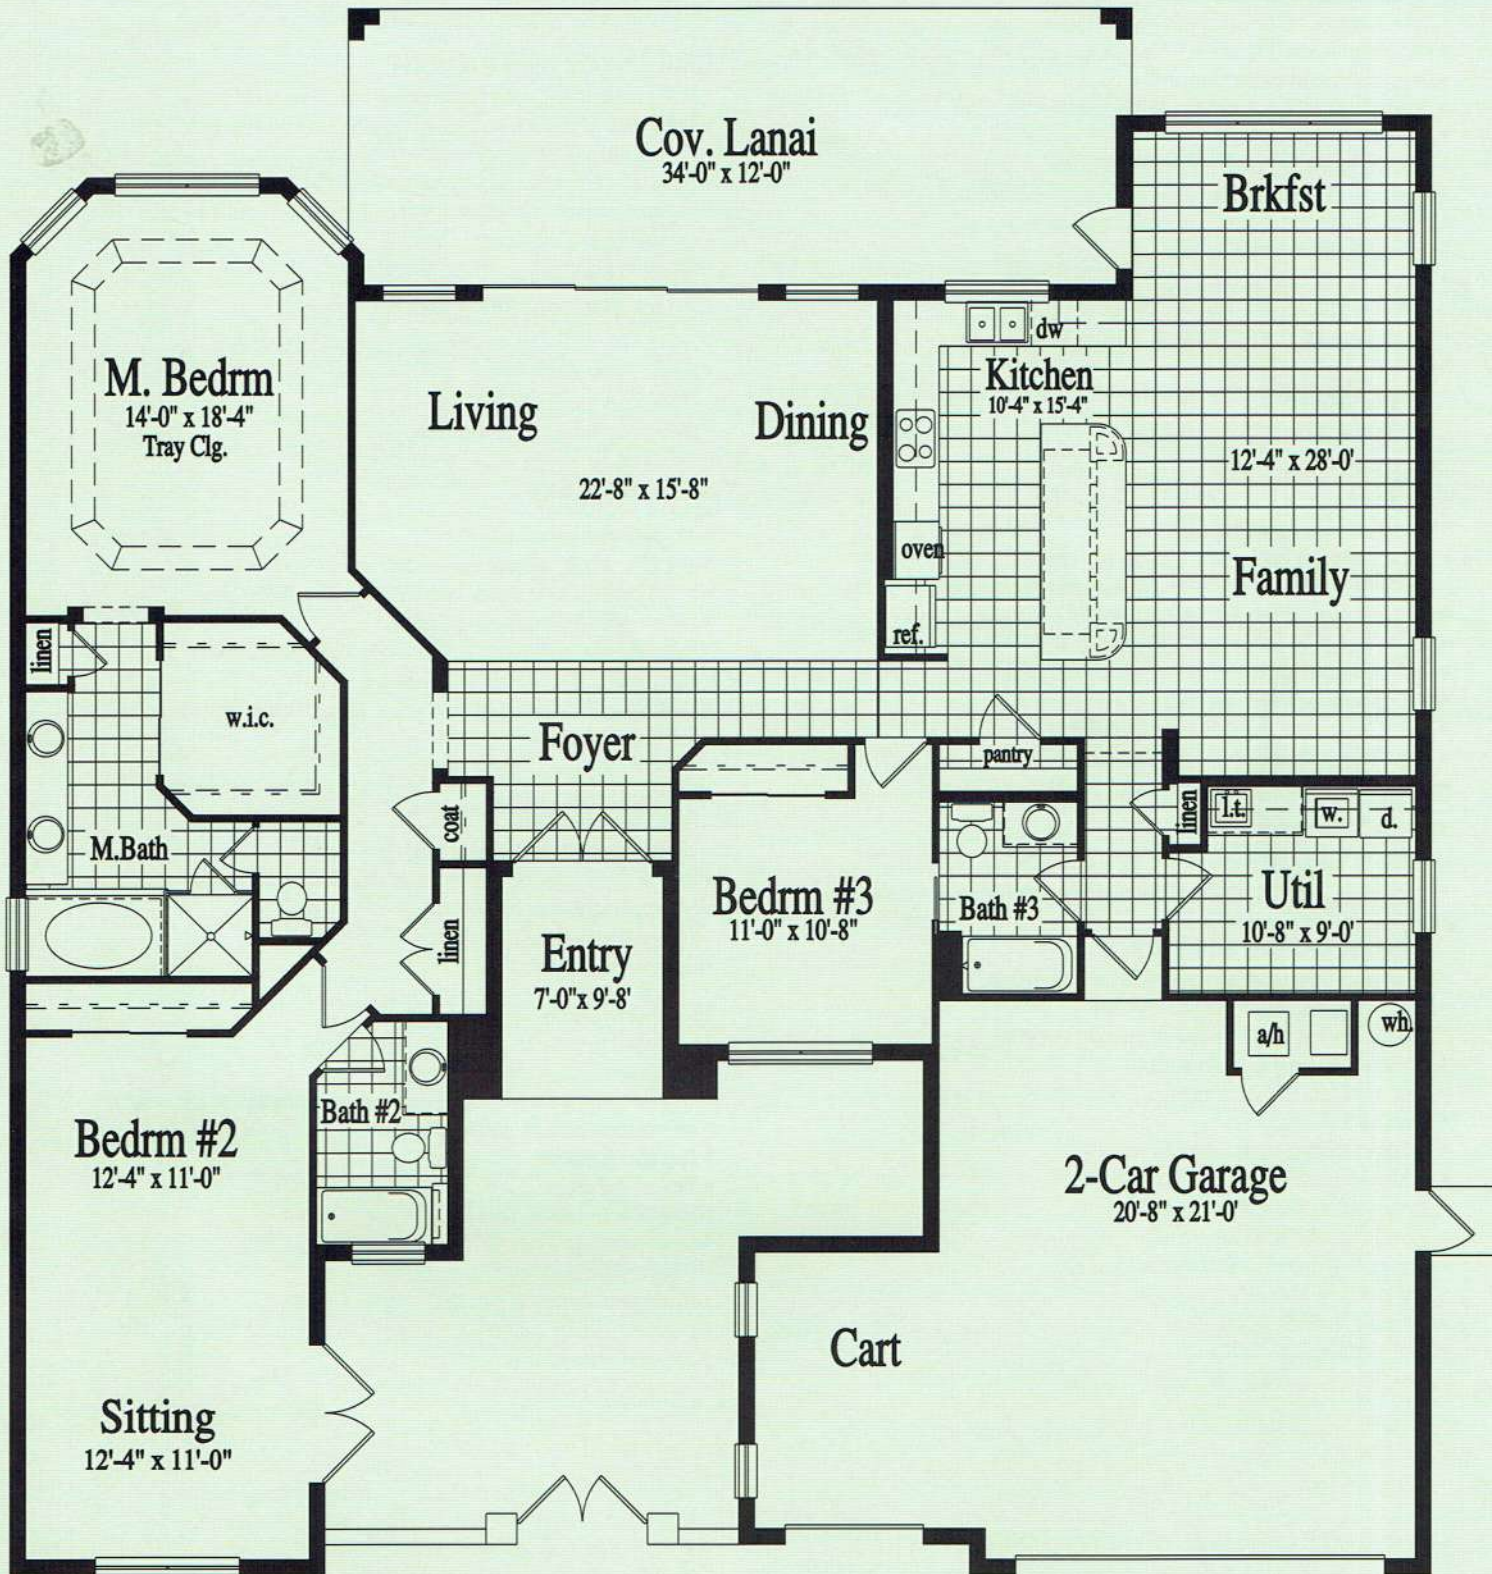 Cov. Lanai
34'-0" x 12'-0"
Brkfst
M. Bedrm
14'-0" x 18'-4"
Tray Clg.
Living
Dining
22'-8" x 15'-8"
dw
Kitchen
10'-4" x 15'-4"
12'-4" x 28'-0'
oven
ref.
Family
linen
w.i.c.
Foyer
pantry
M.Bath
coat
linen
l.t.
w.
d.
linen
Entry
7'-0"x 9'-8'
Bedrm #3
11'-0" x 10'-8"
Bath #3
Util
10'-8" x 9'-0'
a/h
wh.
Bedrm #2
12'-4" x 11'-0"
Bath #2
2-Car Garage
20'-8" x 21'-0'
Cart
Sitting
12'-4" x 11'-0"